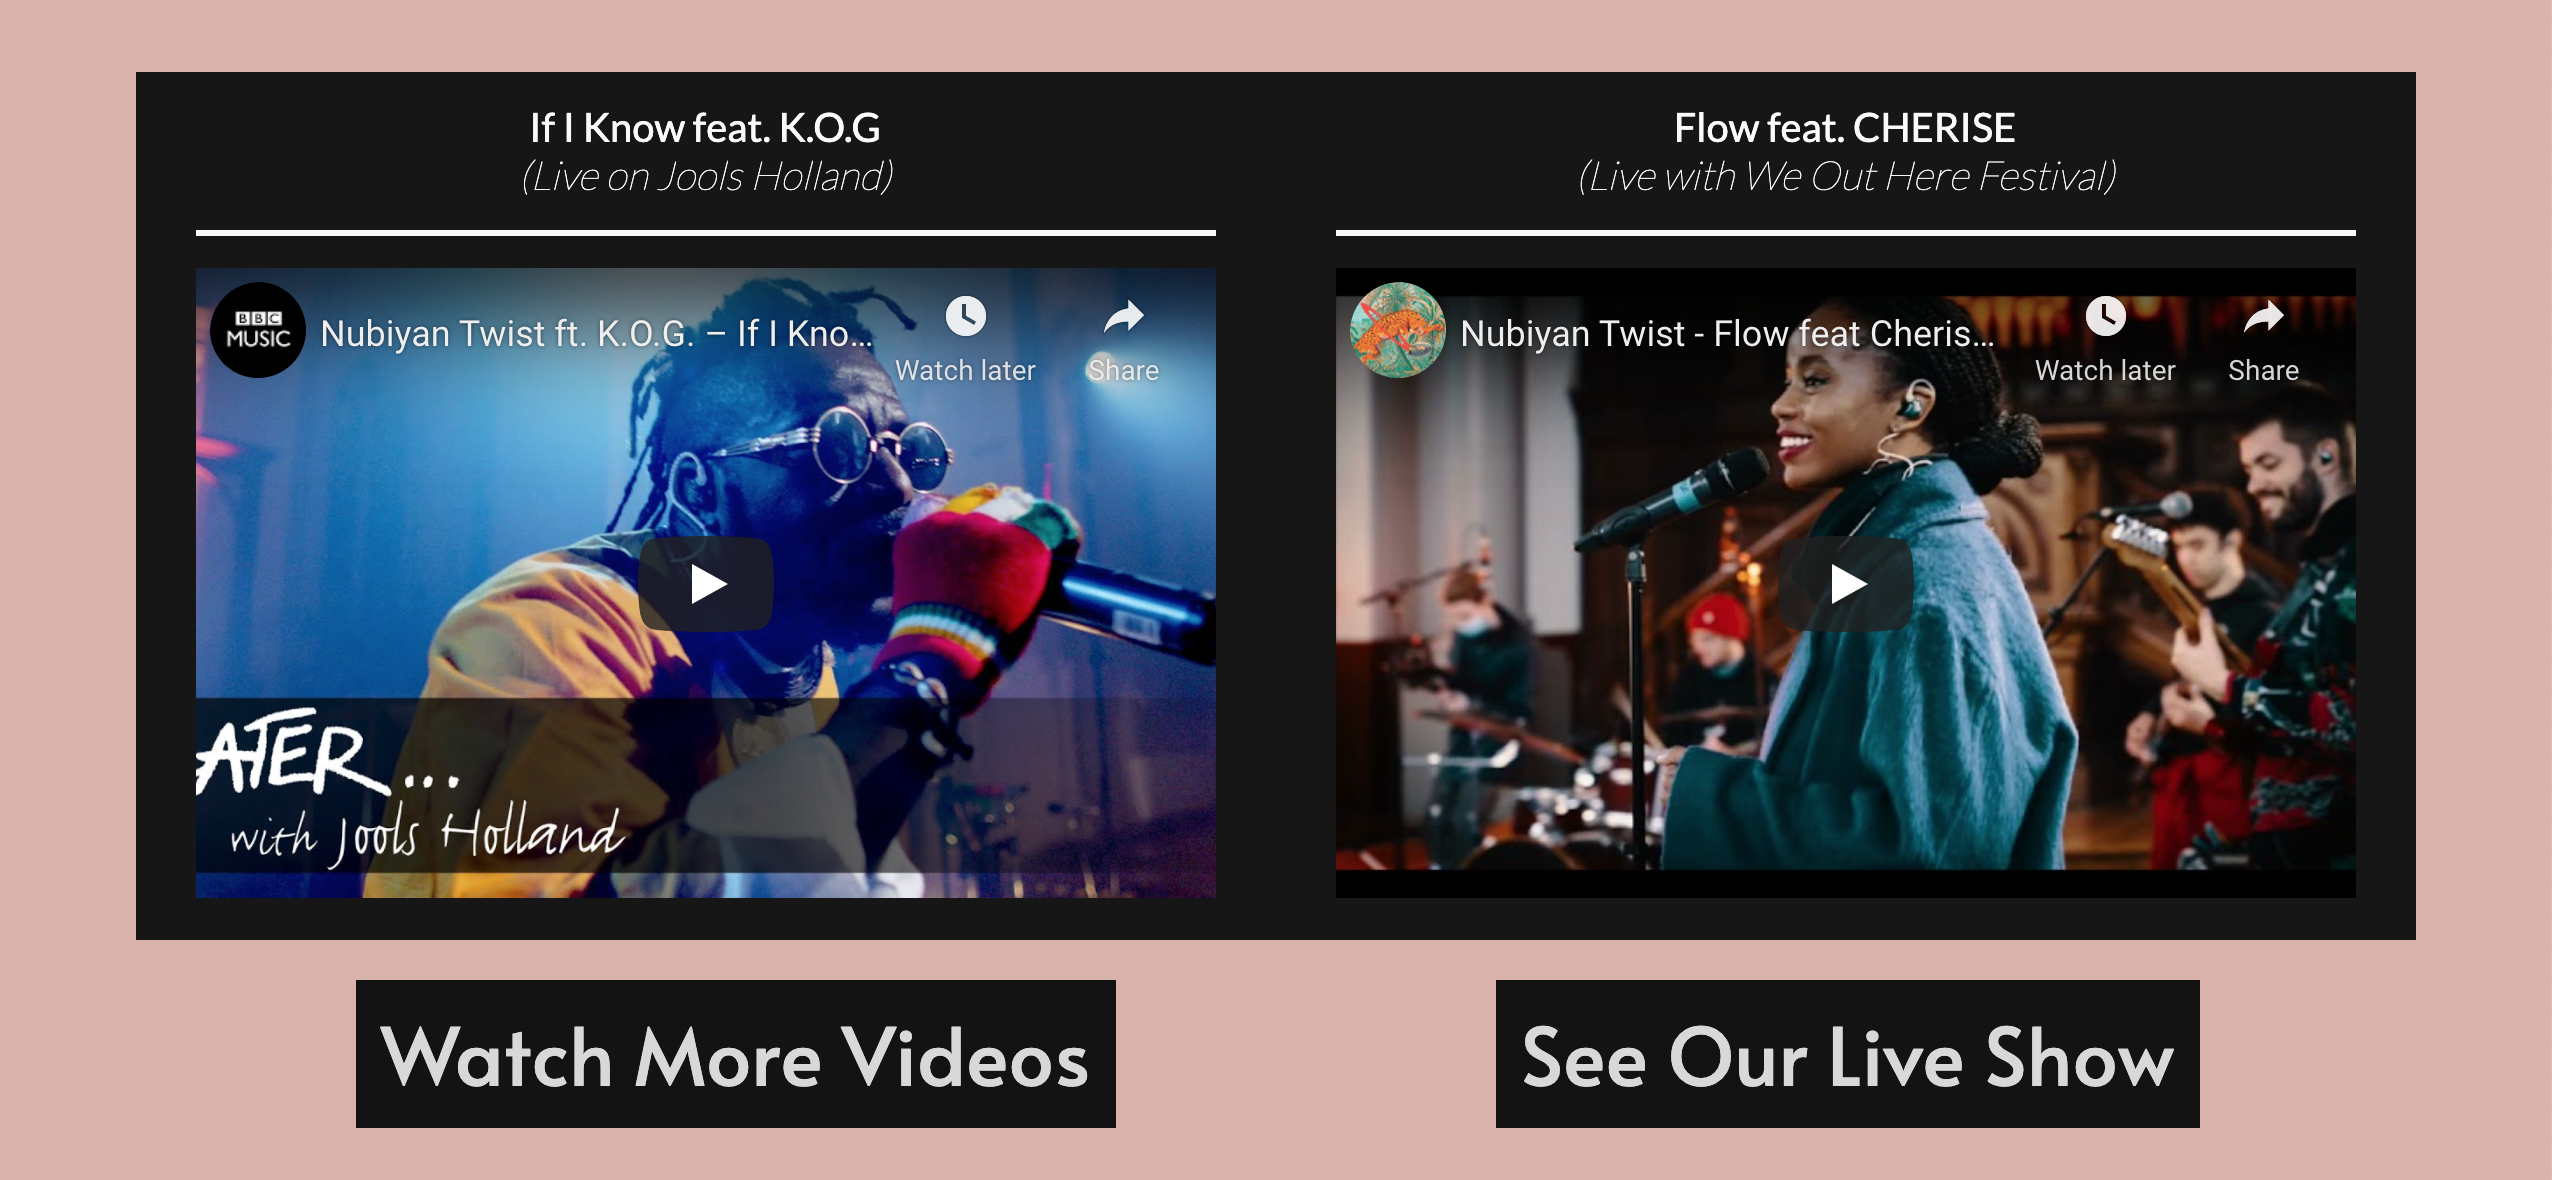 If I Know feat. K.O.G
(Live on Jools Holland)
BBC
MUSIC
Nubiyan Twist ft. K.O.G. – If I Kno...
Watch later
Share
ATER...
with Jools Holland
Flow feat. CHERISE
(Live with We Out Here Festival)
Nubiyan Twist - Flow feat Cheris...
Watch later
Share
Watch More Videos
See Our Live Show